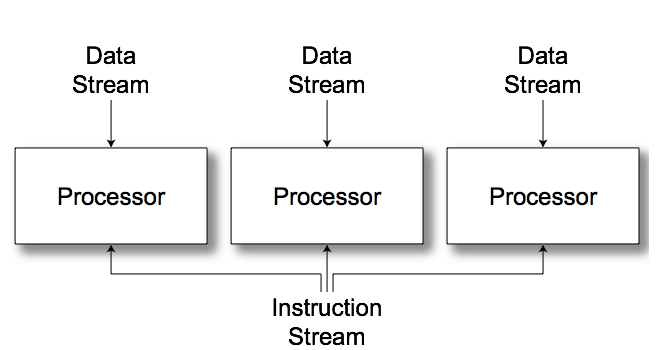 Data
Stream
Data
Stream
Data
Stream
Processor
Processor
Processor
Instruction
Stream